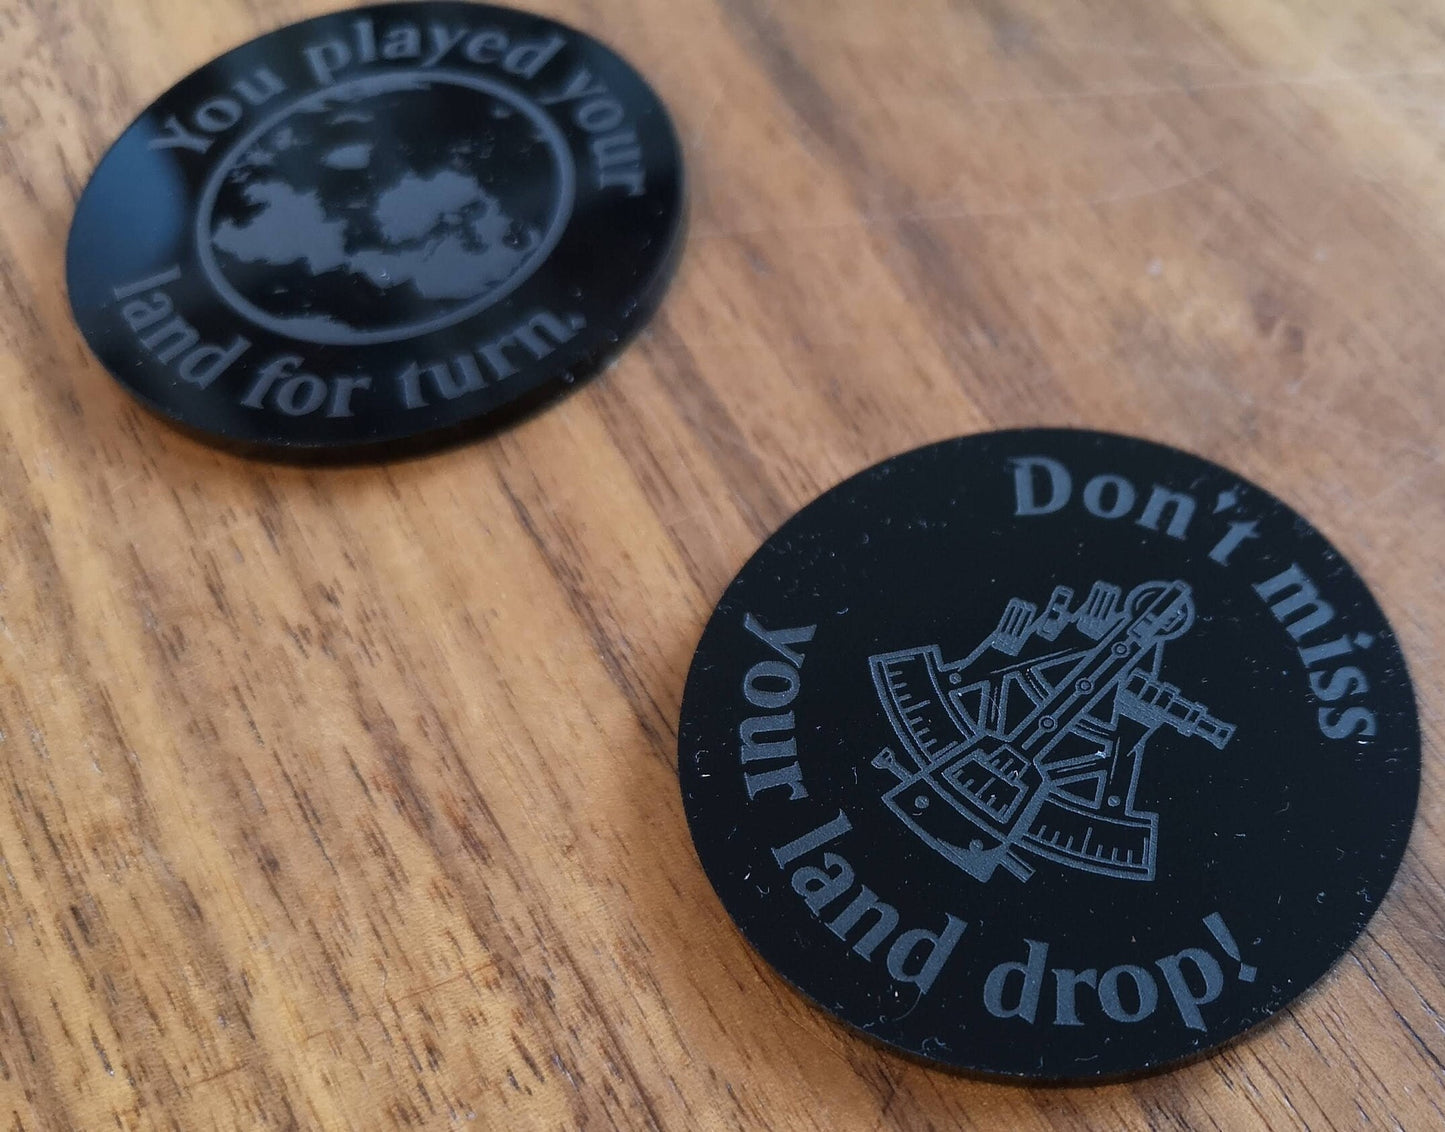 You played your
land for turn.
Don't miss
your land drop!